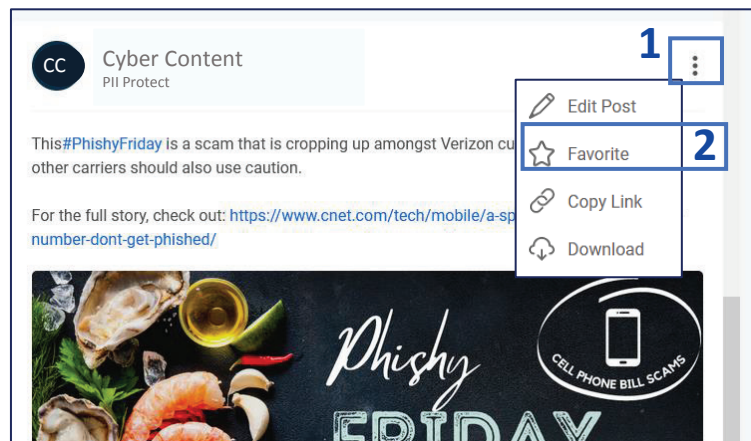 CC
Cyber Content
PII Protect
1
Edit Post
2
Favorite
Copy Link
Download
This #PhishyFriday is a scam that is cropping up amongst Verizon
other carriers should also use caution.
For the full story, check out: https://www.cnet.com/tech/mobile/a-sp
number-dont-get-phished/
Phishy
FRIDAY
CELL PHONE BILL SCAMS